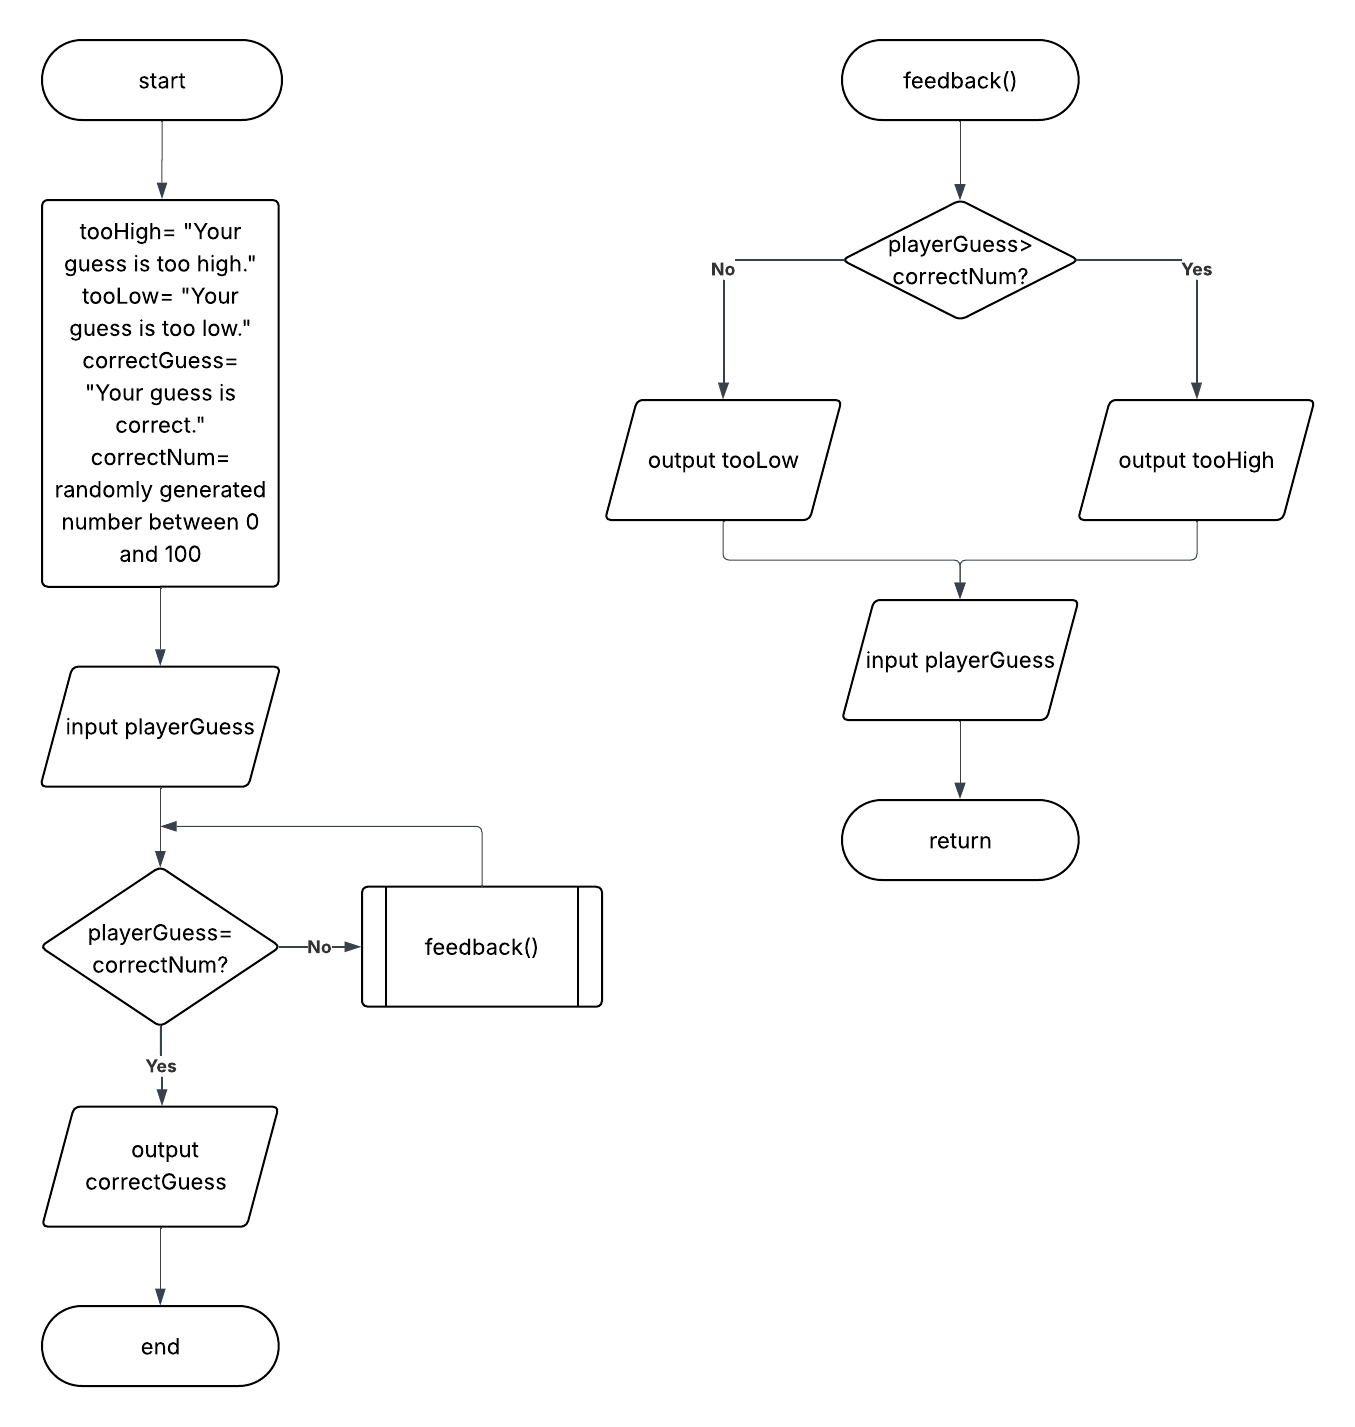 start
tooHigh= "Your
guess is too high."
tooLow= "Your
guess is too low."
correctGuess=
"Your guess is
correct."
correctNum=
randomly generated
number between 0
and 100
input playerGuess
playerGuess=
correctNum?
No
feedback()
Yes
output
correctGuess
end
feedback()
playerGuess>
correctNum?
No
Yes
output tooLow
output tooHigh
input playerGuess
return